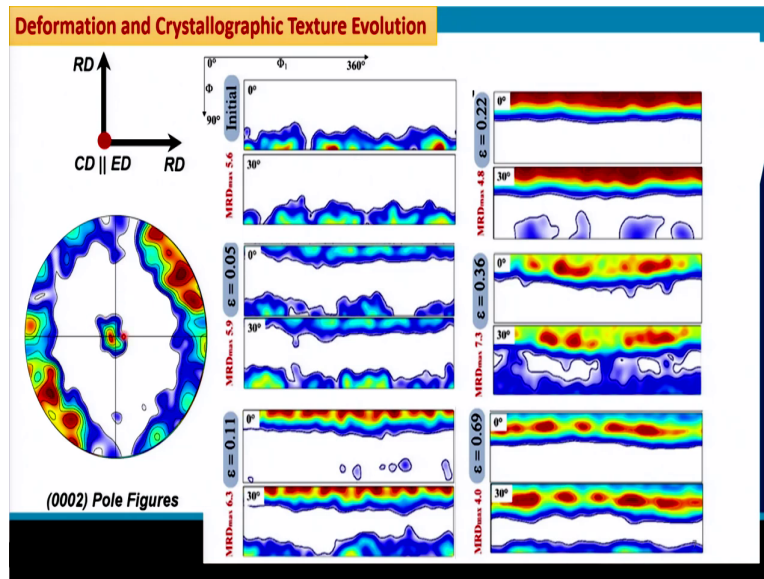 Deformation and Crystallographic Texture Evolution
RD
CD || ED
RD
(0002) Pole Figures
0° Φ₁ 360°
Φ
90°
Initial
0°
30°
MRDmax 5.6
ε = 0.05
0°
30°
MRDmax 5.9
ε = 0.11
0°
30°
MRDmax 6.3
ε = 0.22
0°
30°
MRDmax 4.8
ε = 0.36
0°
30°
MRDmax 7.3
ε = 0.69
0°
30°
MRDmax 4.0